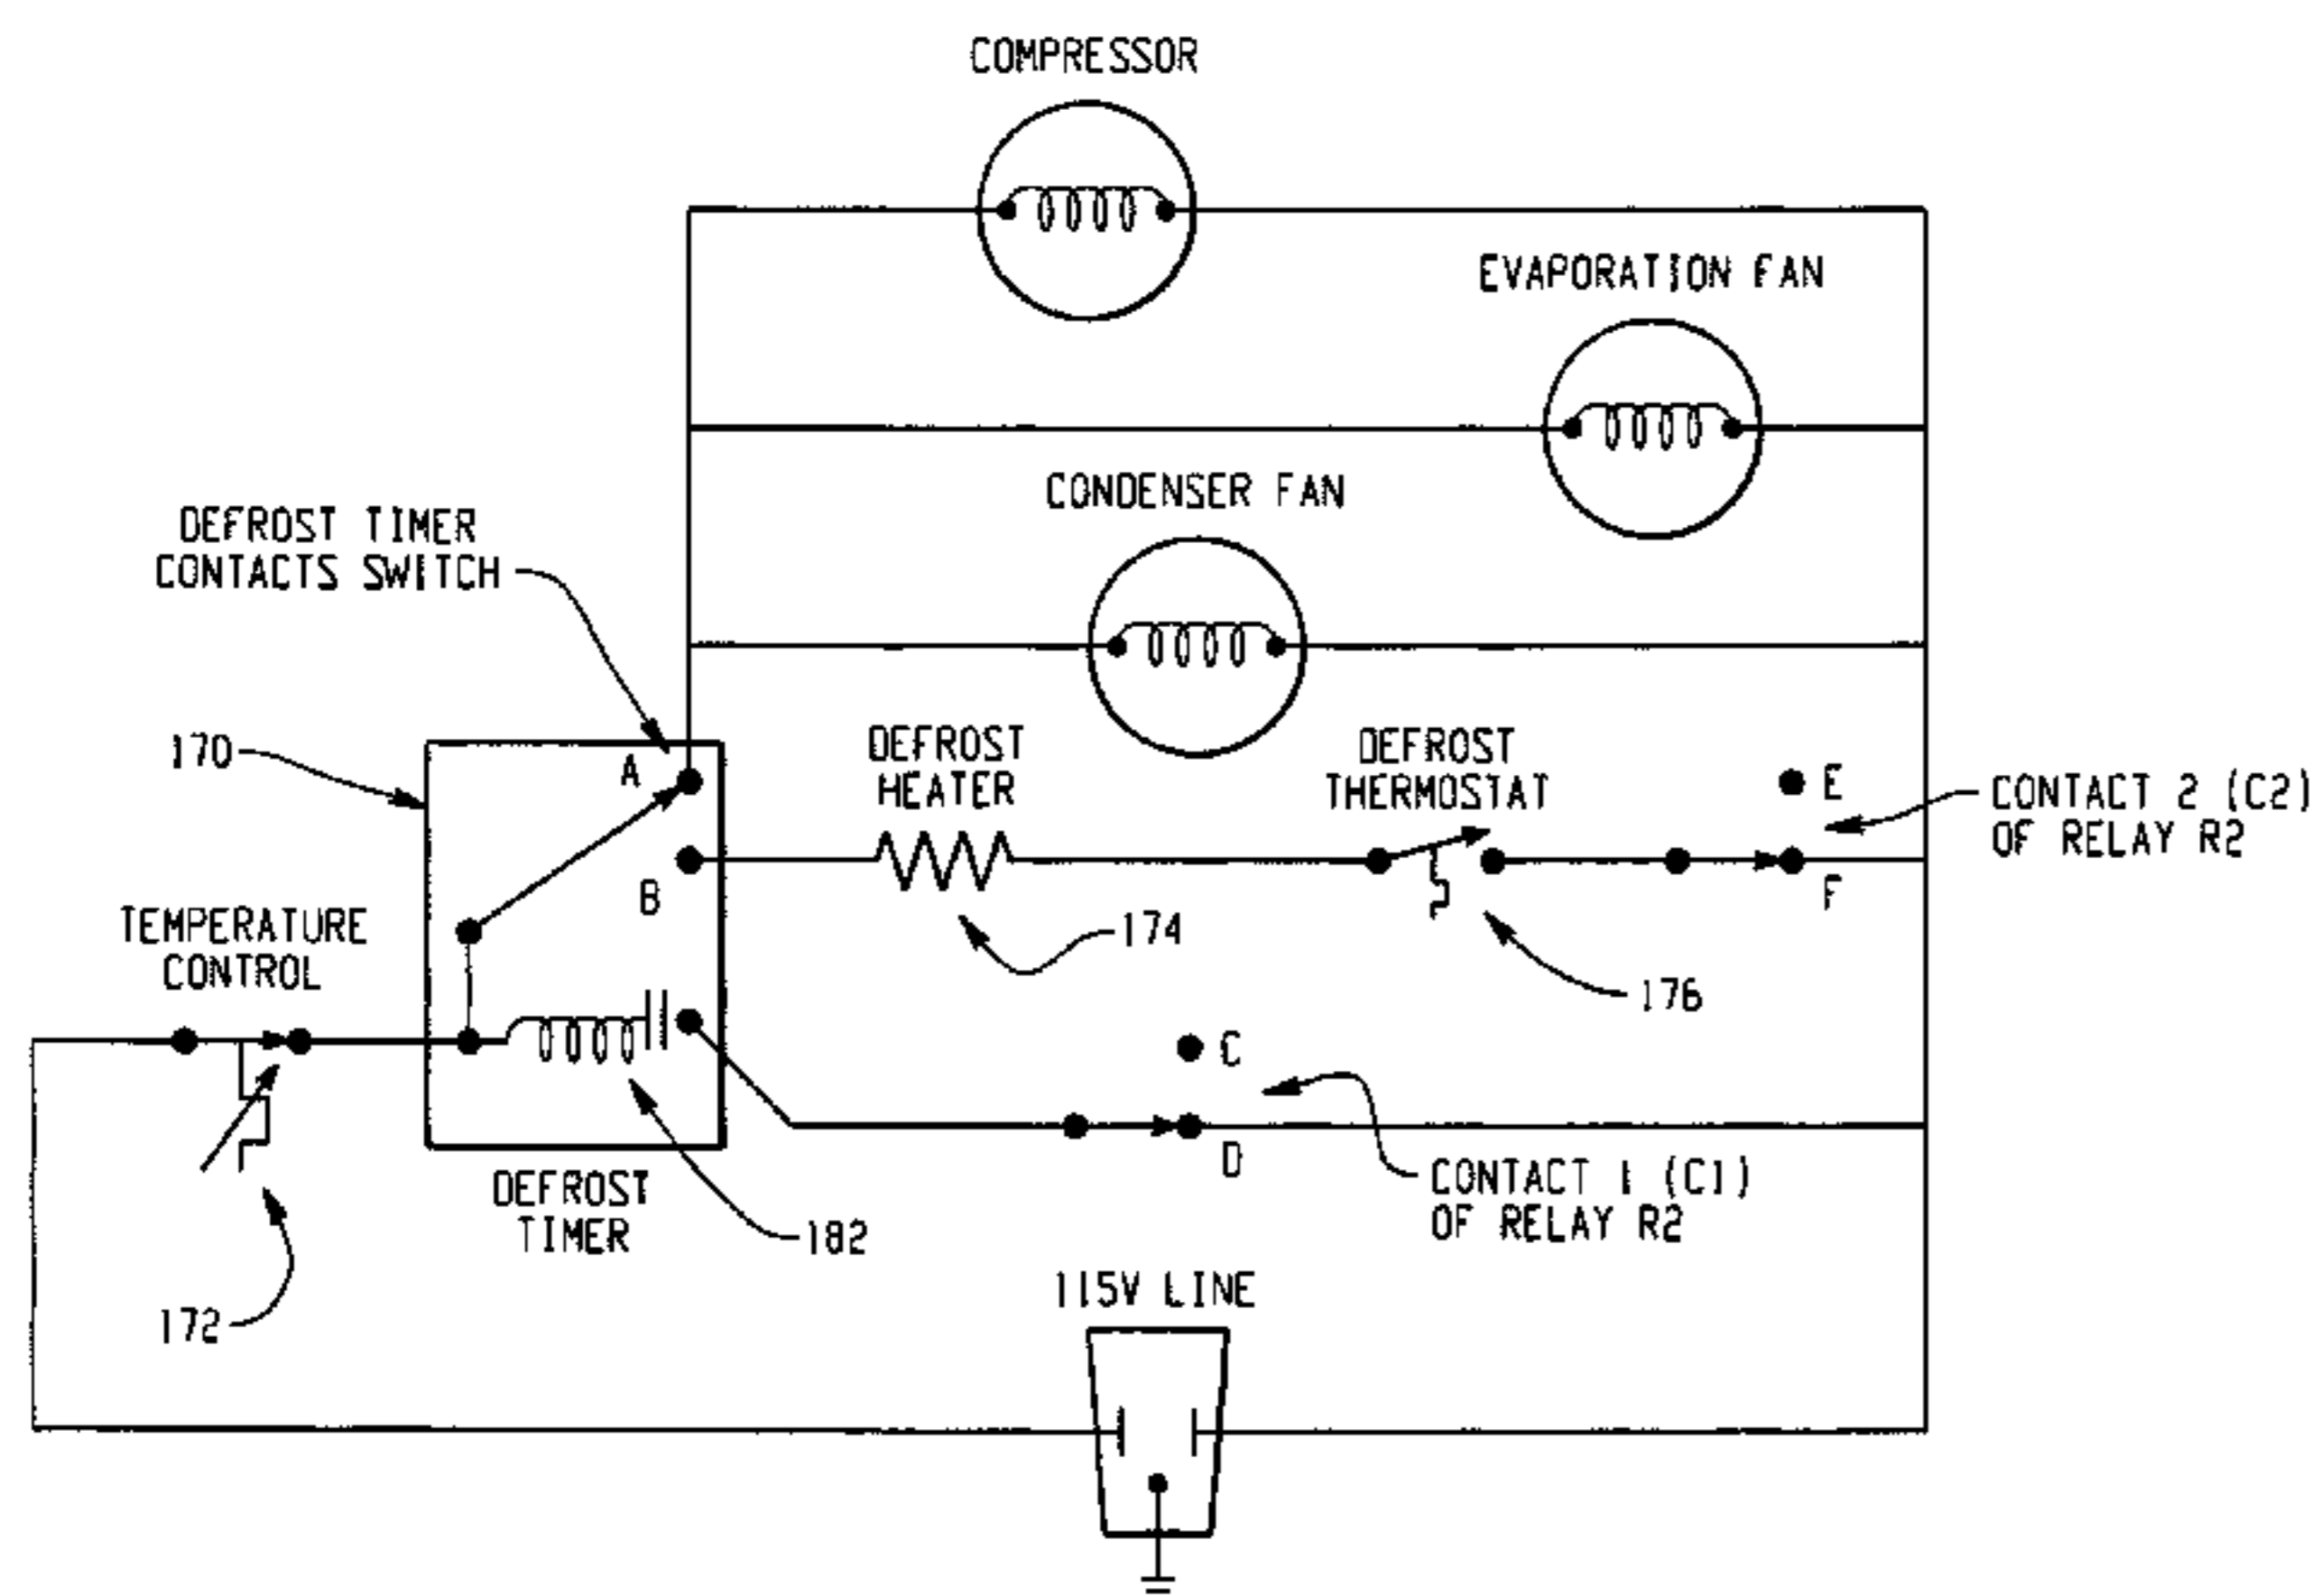 COMPRESSOR
EVAPORATION FAN
CONDENSER FAN
DEFROST TIMER
CONTACTS SWITCH
170
A
B
DEFROST
HEATER
DEFROST
THERMOSTAT
E
F
CONTACT 2 (C2)
OF RELAY R2
174
176
TEMPERATURE
CONTROL
C
D
CONTACT 1 (C1)
OF RELAY R2
DEFROST
TIMER
182
172
115V LINE